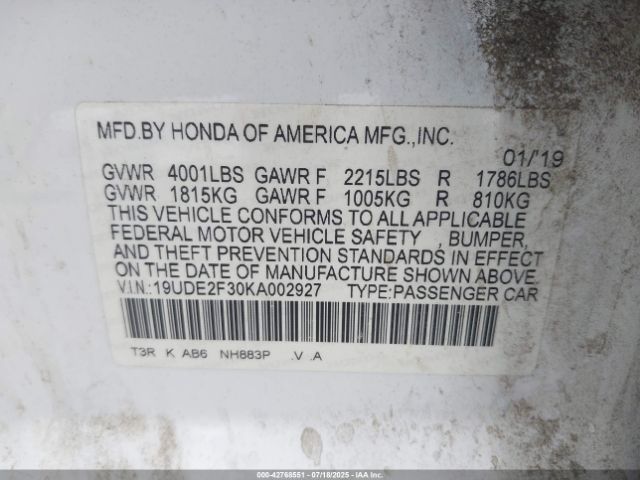 MFD.BY HONDA OF AMERICA MFG.,INC.
01/'19
GVWR 4001LBS GAWR F 2215LBS R 1786LBS
GVWR 1815KG GAWR F 1005KG R 810KG
THIS VEHICLE CONFORMS TO ALL APPLICABLE
FEDERAL MOTOR VEHICLE SAFETY , BUMPER,
AND THEFT PREVENTION STANDARDS IN EFFECT
ON THE DATE OF MANUFACTURE SHOWN ABOVE.
V.I.N.:19UDE2F30KA002927 TYPE:PASSENGER CAR
T3R K AB6 NH883P .V .A
000-42768551 - 07/18/2025 - IAA Inc.